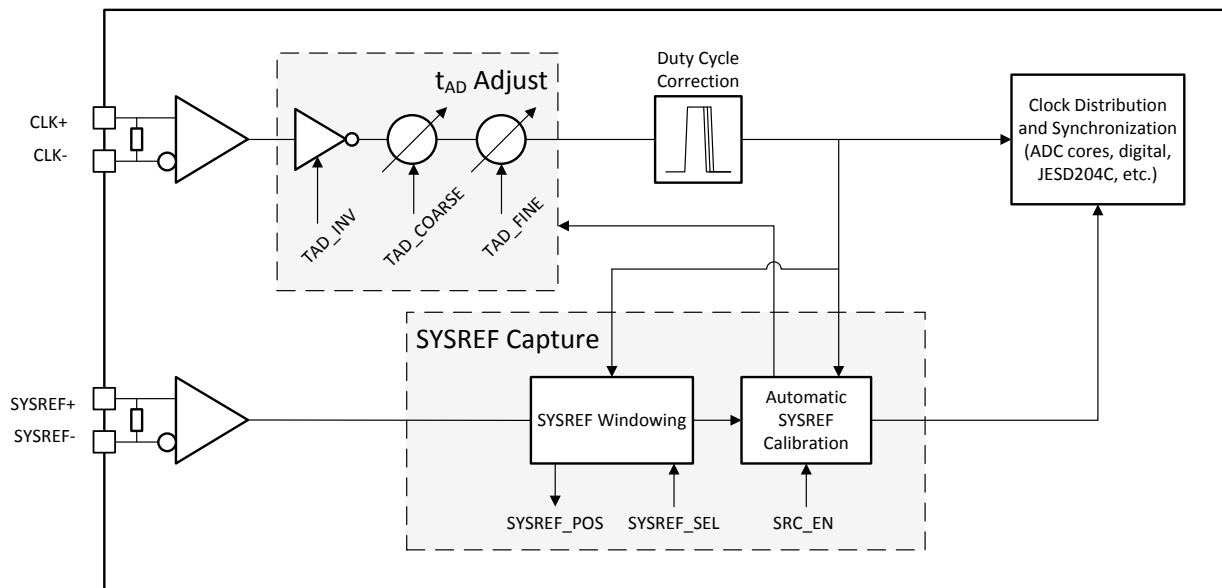 Duty Cycle
Correction
t_AD Adjust
Clock Distribution
and Synchronization
(ADC cores, digital,
JESD204C, etc.)
CLK+
CLK-
TAD_INV
TAD_COARSE
TAD_FINE
SYSREF Capture
SYSREF+
SYSREF-
SYSREF Windowing
Automatic
SYSREF
Calibration
SYSREF_POS
SYSREF_SEL
SRC_EN